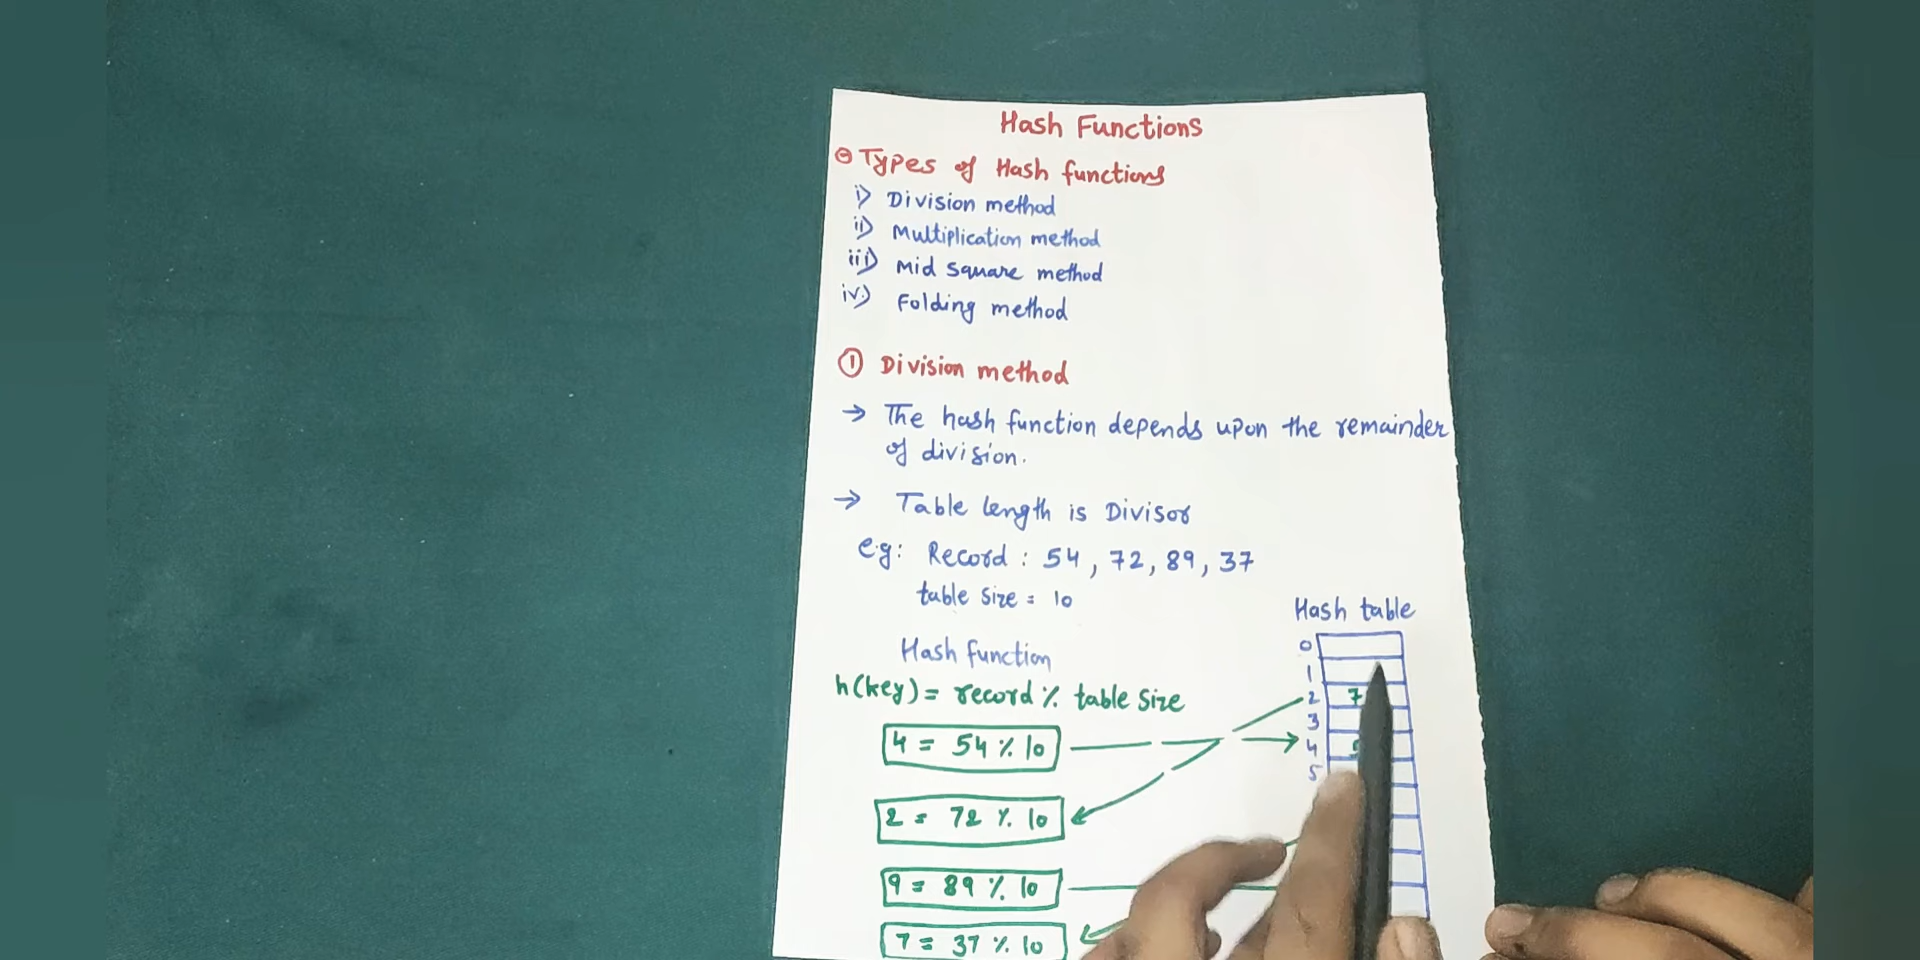 Hash Functions
Types of Hash functions
i) Division method
ii) Multiplication method
iii) Mid square method
iv) Folding method
① Division method
→ The hash function depends upon the remainder
of division.
→ Table length is Divisor
e.g: Record : 54, 72, 89, 37
table size = 10
Hash table
Hash function
h(key) = record % table size
4 = 54 % 10
2 = 72 % 10
9 = 89 % 10
7 = 37 % 10
0
1
2 7
3
4
5